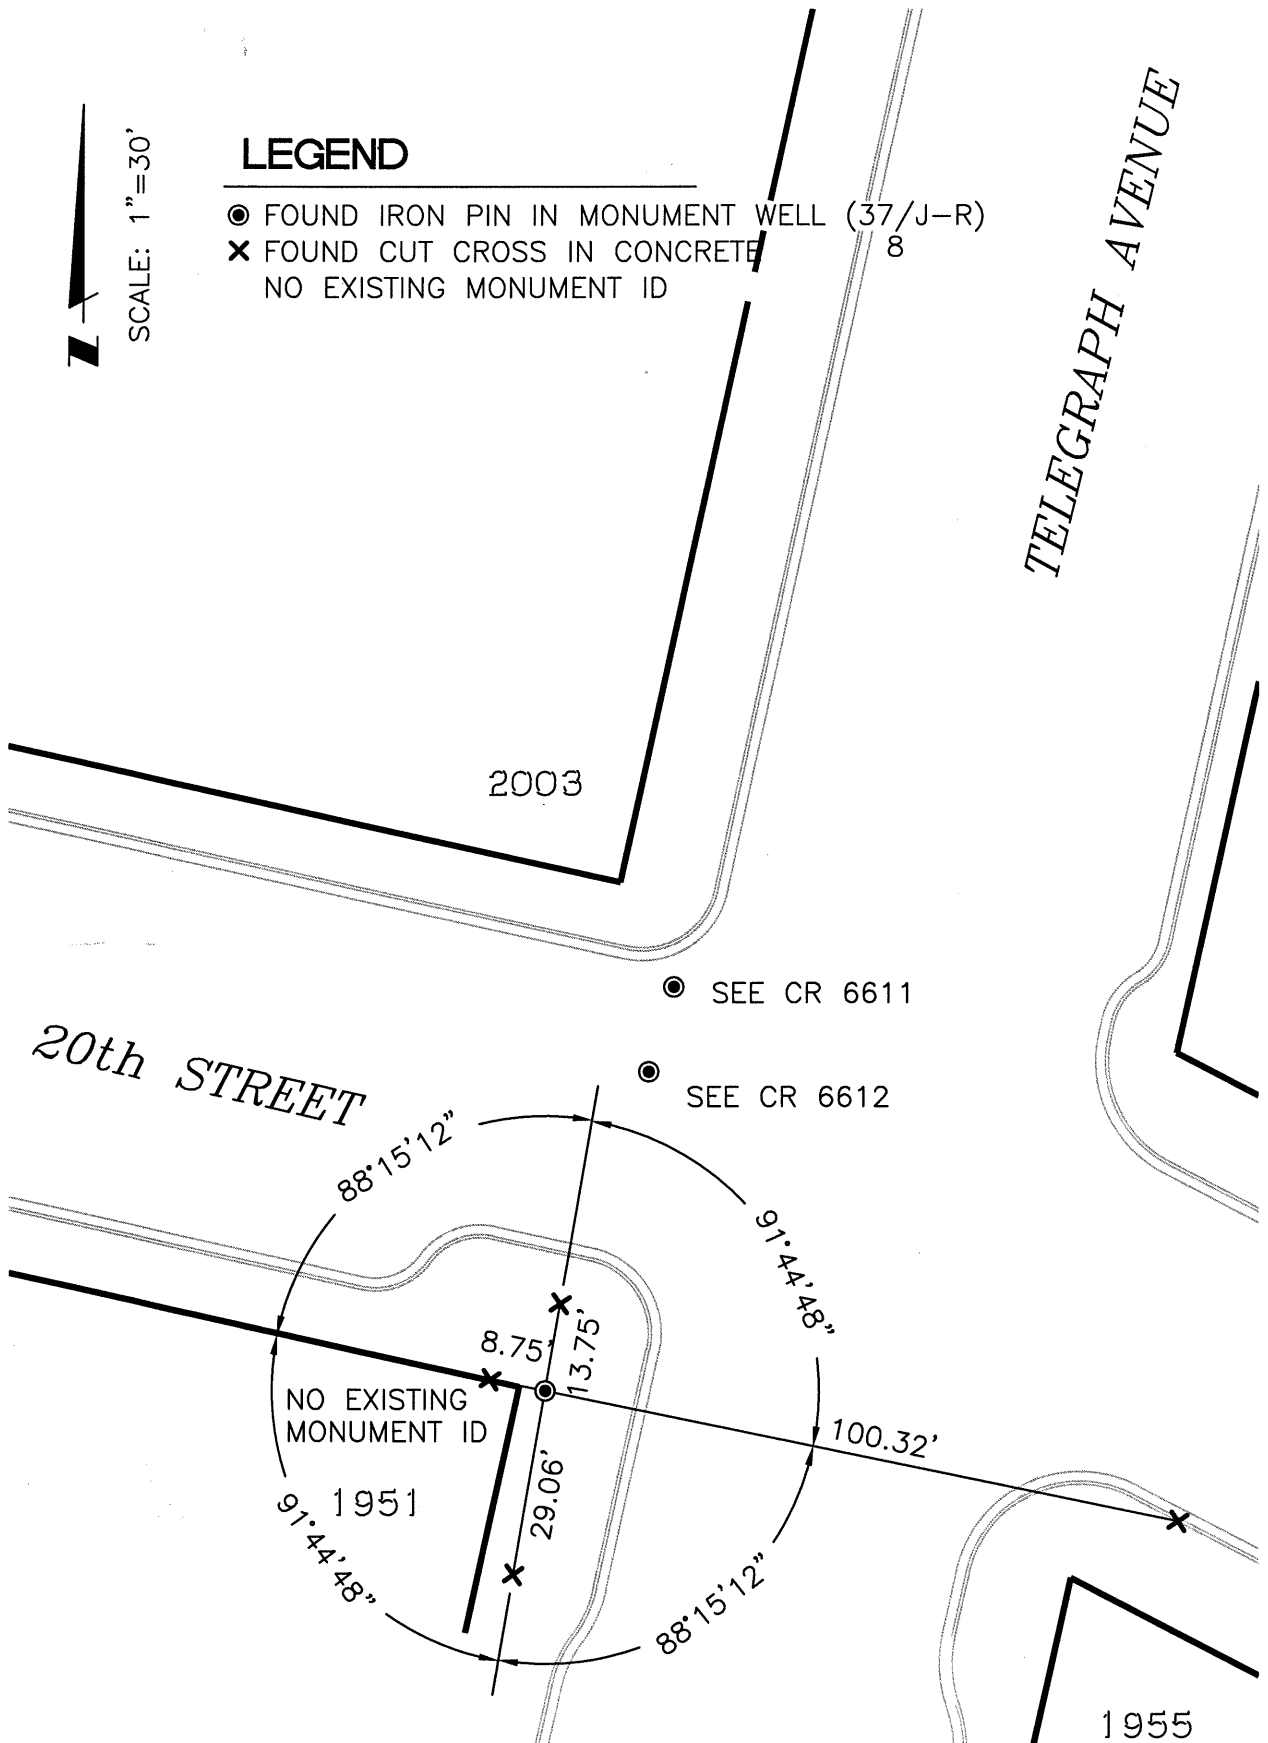 LEGEND
SCALE: 1"=30'
FOUND IRON PIN IN MONUMENT WELL (37/J-R)
8
FOUND CUT CROSS IN CONCRETE
NO EXISTING MONUMENT ID
TELEGRAPH AVENUE
2003
SEE CR 6611
20th STREET
SEE CR 6612
88°15'12"
91°44'48"
8.75'
13.75'
NO EXISTING
MONUMENT ID
100.32'
29.06'
1951
91°44'48"
88°15'12"
1955
N